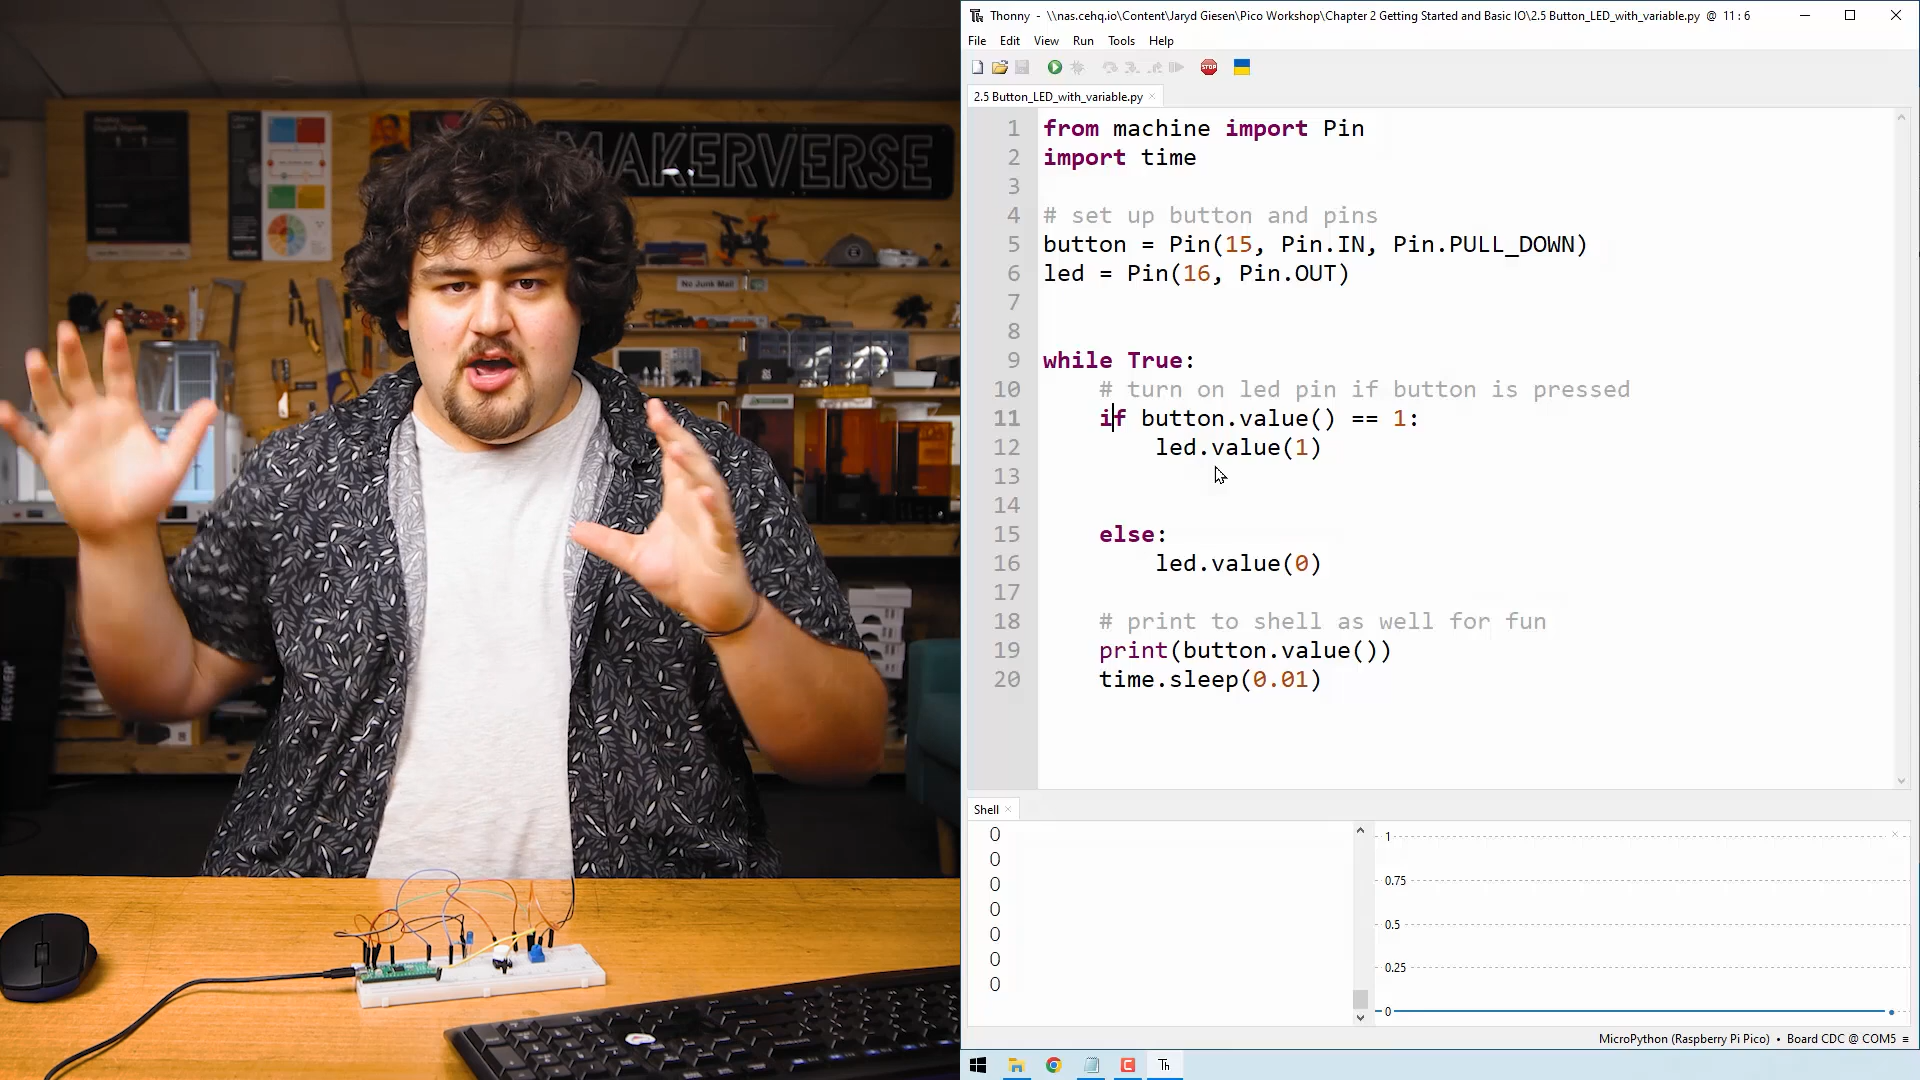 MAKERVERSE
No Junk Mail
NEEWER
Thonny - \\nas.cehq.io\Content\Jaryd Giesen\Pico Workshop\Chapter 2 Getting Started and Basic IO\2.5 Button_LED_with_variable.py @ 11 : 6
File Edit View Run Tools Help
STOP
2.5 Button_LED_with_variable.py
1 from machine import Pin
2 import time
3
4 # set up button and pins
5 button = Pin(15, Pin.IN, Pin.PULL_DOWN)
6 led = Pin(16, Pin.OUT)
7
8
9 while True:
10 # turn on led pin if button is pressed
11 if button.value() == 1:
12 led.value(1)
13
14
15 else:
16 led.value(0)
17
18 # print to shell as well for fun
19 print(button.value())
20 time.sleep(0.01)
Shell
0
0
0
0
0
0
0
1
0.75
0.5
0.25
0
MicroPython (Raspberry Pi Pico) • Board CDC @ COM5 ≡
Th